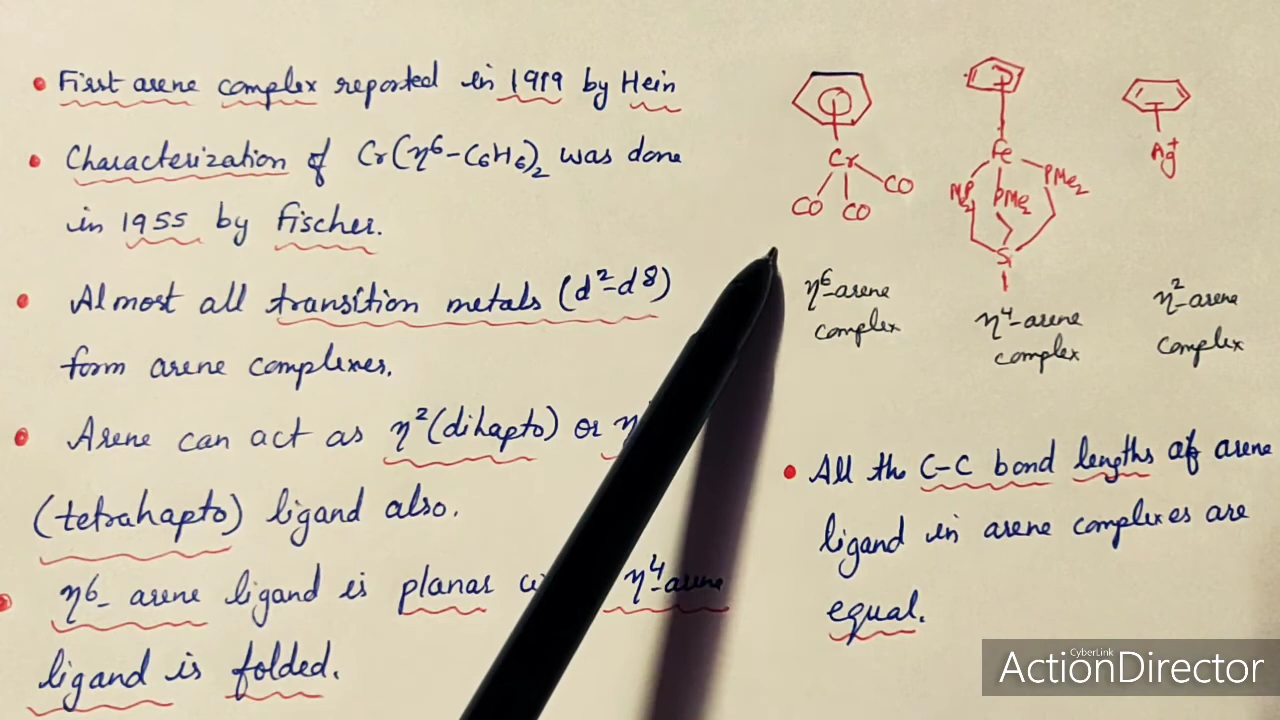 • First arene complex reported in 1919 by Hein
• Characterization of Cr(η⁶-C₆H₆)₂ was done
in 1955 by Fischer.
• Almost all transition metals (d²-d⁸)
form arene complexes.
• Arene can act as η²(dihapto) or η
(tetrahapto) ligand also.
• η⁶- arene ligand is planar η⁴-arene
ligand is folded.
Cr
CO CO CO
η⁶-arene
complex
Fe
PMe₂ PMe₂
Si
η⁴-arene
complex
Ag⁺
η²-arene
complex
• All the C-C bond lengths of arene
ligand in arene complexes are
equal.
CyberLink
ActionDirector